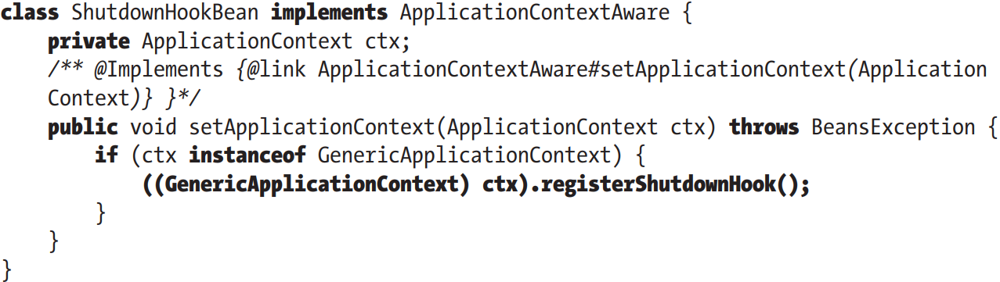 class ShutdownHookBean implements ApplicationContextAware {
    private ApplicationContext ctx;
    /** @Implements {@link ApplicationContextAware#setApplicationContext(Application
    Context)} }*/
    public void setApplicationContext(ApplicationContext ctx) throws BeansException {
        if (ctx instanceof GenericApplicationContext) {
            ((GenericApplicationContext) ctx).registerShutdownHook();
        }
    }
}